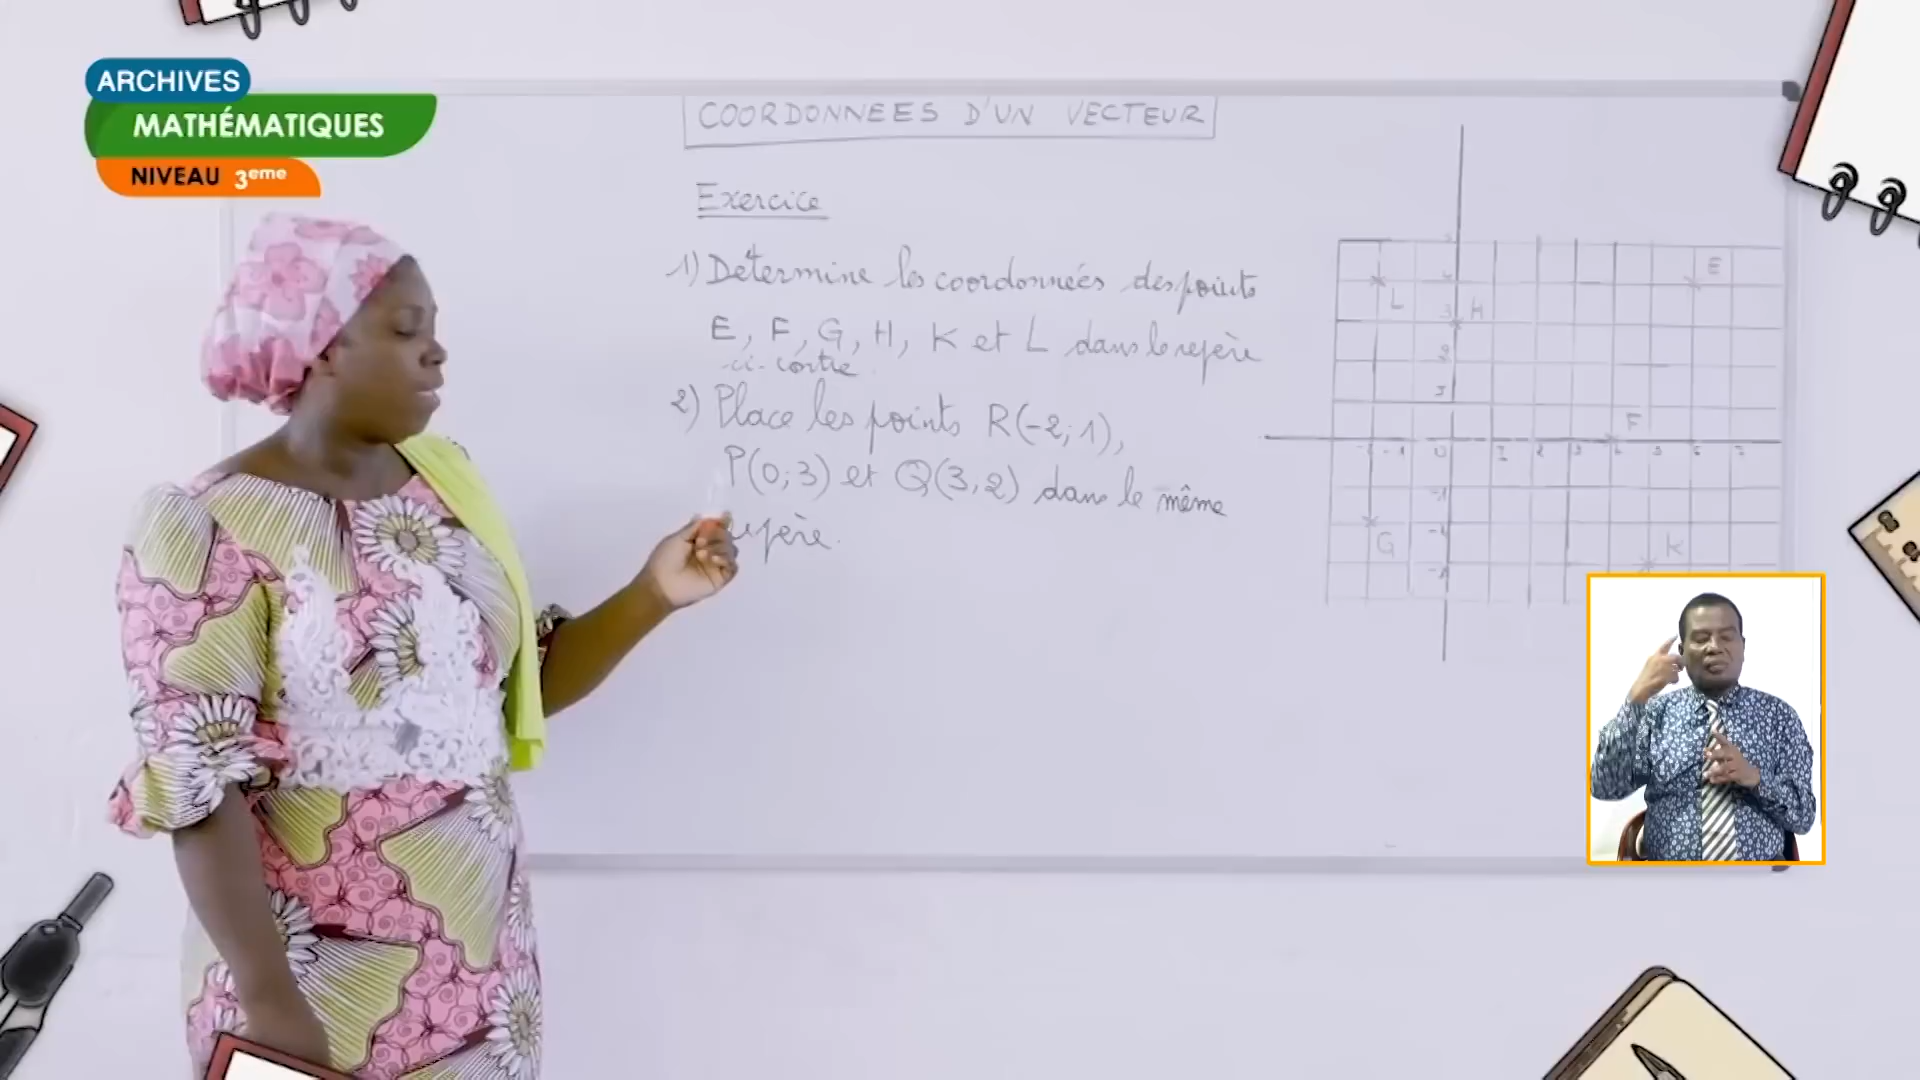 ARCHIVES
MATHÉMATIQUES
NIVEAU 3eme
COORDONNEES D'UN VECTEUR
Exercice
1) Determine les coordonnées des points
E, F, G, H, K et L dans le repère
ci-contre.
2) Place les points R(-2; 1),
P(0; 3) et Q(3, 2) dans le même
repère.
E
L
H
F
G
K